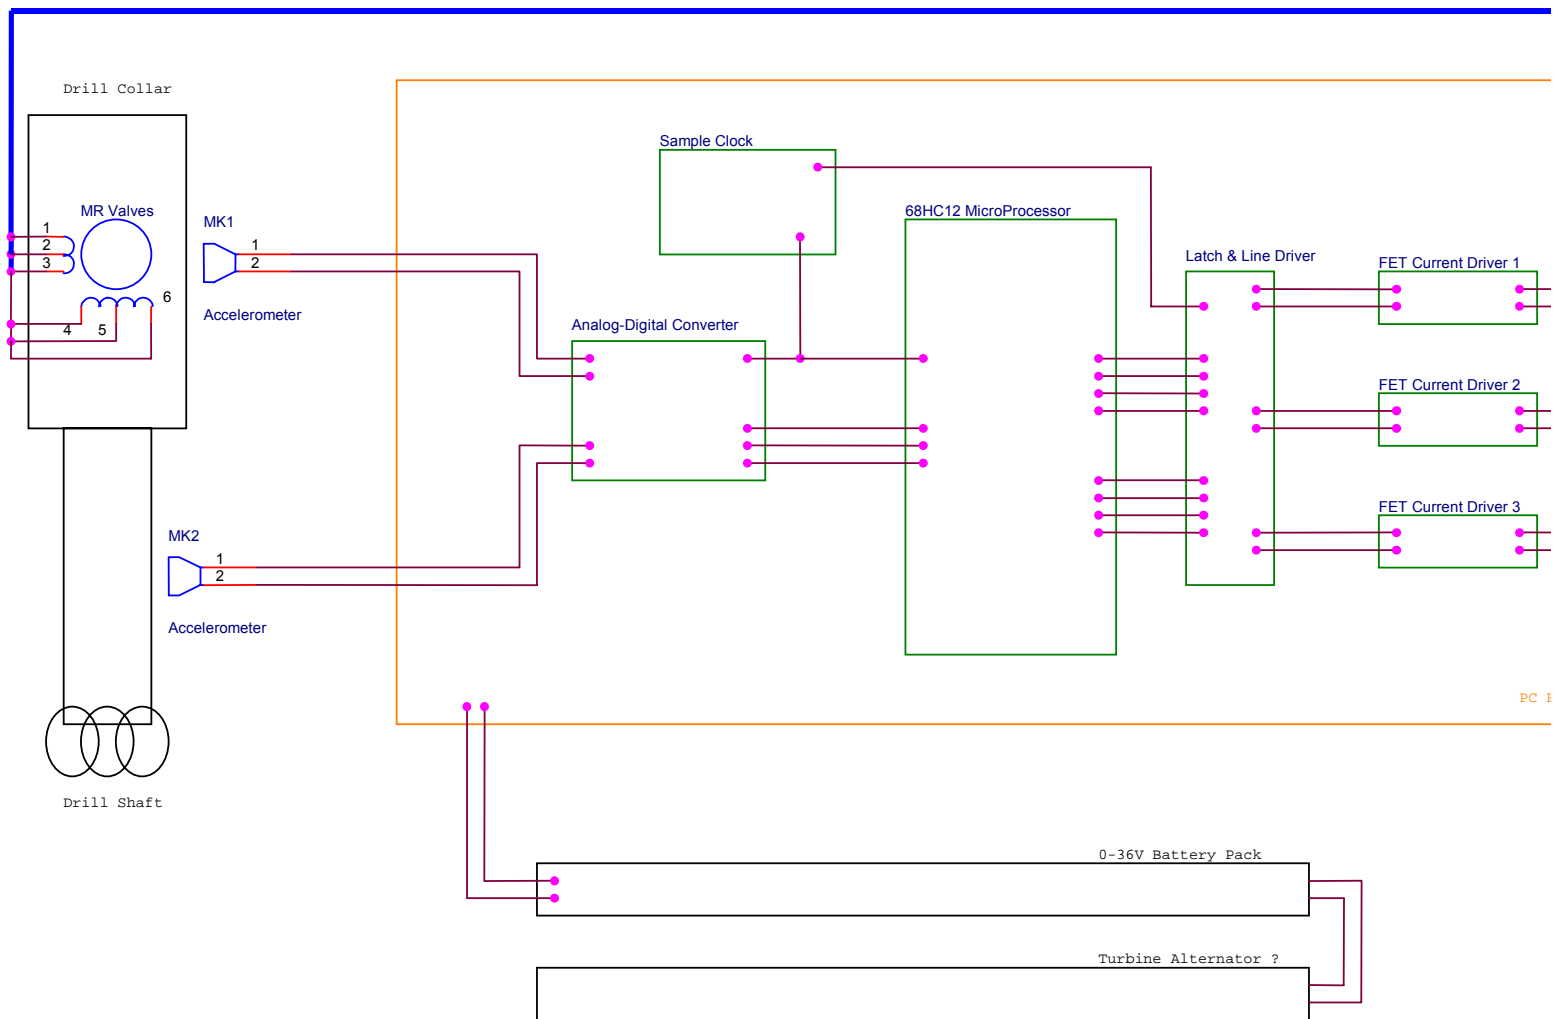 Drill Collar
Sample Clock
MR Valves
68HC12 MicroProcessor
MK1
1
2
3
1
2
Latch & Line Driver
FET Current Driver 1
6
4
5
Accelerometer
Analog-Digital Converter
FET Current Driver 2
FET Current Driver 3
MK2
1
2
Accelerometer
PC
Drill Shaft
0-36V Battery Pack
Turbine Alternator ?